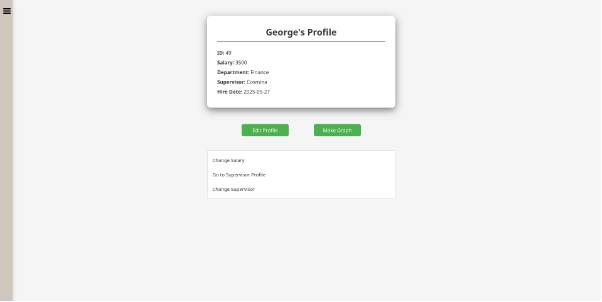 George's Profile
ID: 49
Salary: 3500
Department: Finance
Supervisor: Cosmina
Hire Date: 2025-05-27
Edit Profile
Make Graph
Change Salary
Go to Supervisor Profile
Change Supervisor